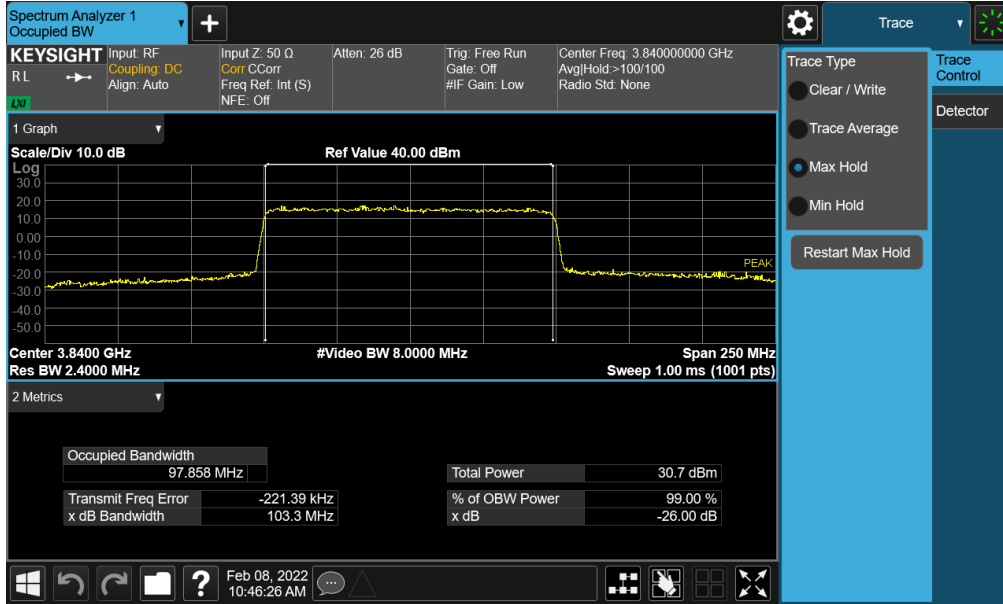 Spectrum Analyzer 1
Occupied BW
Trace
KEYSIGHT
R L
LXI
Input: RF
Coupling: DC
Align: Auto
Input Z: 50 Ω
Corr CCorr
Freq Ref: Int (S)
NFE: Off
Atten: 26 dB
Trig: Free Run
Gate: Off
#IF Gain: Low
Center Freq: 3.840000000 GHz
Avg|Hold:>100/100
Radio Std: None
Trace Type
Clear / Write
Trace Average
Max Hold
Min Hold
Restart Max Hold
Trace
Control
Detector
1 Graph
Scale/Div 10.0 dB
Ref Value 40.00 dBm
Log
30.0
20.0
10.0
0.00
-10.0
-20.0
-30.0
-40.0
-50.0
PEAK
Center 3.8400 GHz
#Video BW 8.0000 MHz
Span 250 MHz
Res BW 2.4000 MHz
Sweep 1.00 ms (1001 pts)
2 Metrics
Occupied Bandwidth
97.858 MHz
Total Power 30.7 dBm
Transmit Freq Error -221.39 kHz
% of OBW Power 99.00 %
x dB Bandwidth 103.3 MHz
x dB -26.00 dB
?
Feb 08, 2022
10:46:26 AM